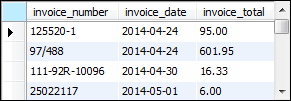 invoice_number invoice_date invoice_total
125520-1 2014-04-24 95.00
97/488 2014-04-24 601.95
111-92R-10096 2014-04-30 16.33
25022117 2014-05-01 6.00